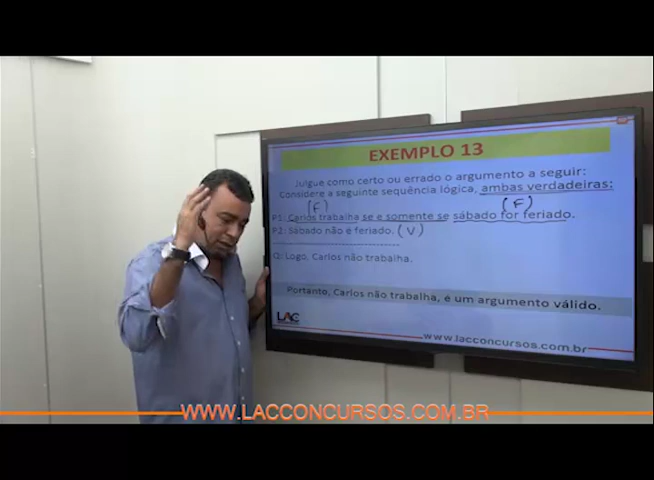 EXEMPLO 13
Julgue como certo ou errado o argumento a seguir:
Considere a seguinte sequência lógica, ambas verdadeiras:
(F) (F)
P1: Carlos trabalha se e somente se sábado for feriado.
P2: Sábado não é feriado. (V)
Q: Logo, Carlos não trabalha.
Portanto, Carlos não trabalha, é um argumento válido.
LAC
www.lacconcursos.com.br
WWW.LACCONCURSOS.COM.BR